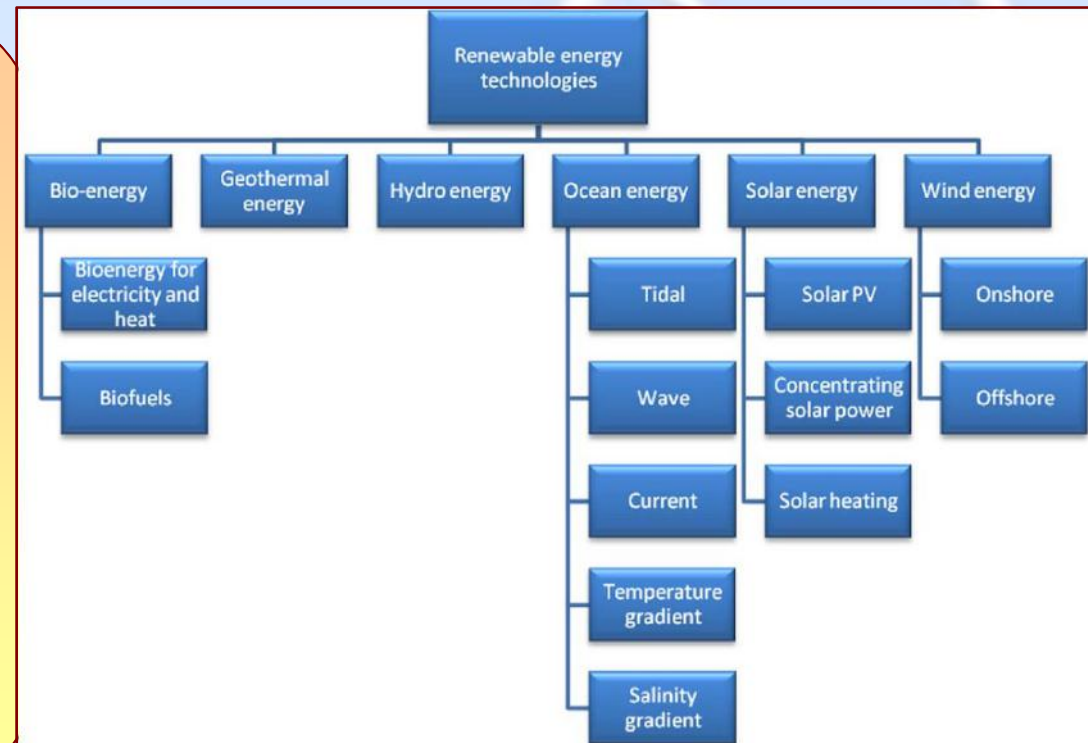 Renewable energy
technologies
Bio-energy
Geothermal
energy
Hydro energy
Ocean energy
Solar energy
Wind energy
Bioenergy for
electricity and
heat
Biofuels
Tidal
Wave
Current
Temperature
gradient
Salinity
gradient
Solar PV
Concentrating
solar power
Solar heating
Onshore
Offshore